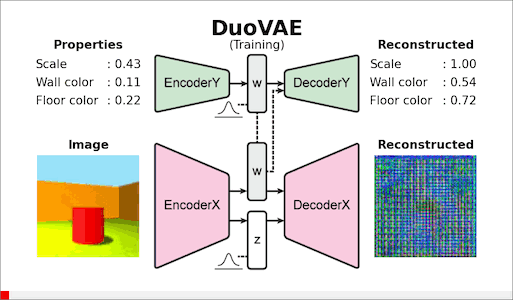 DuoVAE
(Training)
Properties
Scale : 0.43
Wall color : 0.11
Floor color : 0.22
EncoderY
w
DecoderY
Reconstructed
Scale : 1.00
Wall color : 0.54
Floor color : 0.72
Image
EncoderX
w
z
DecoderX
Reconstructed